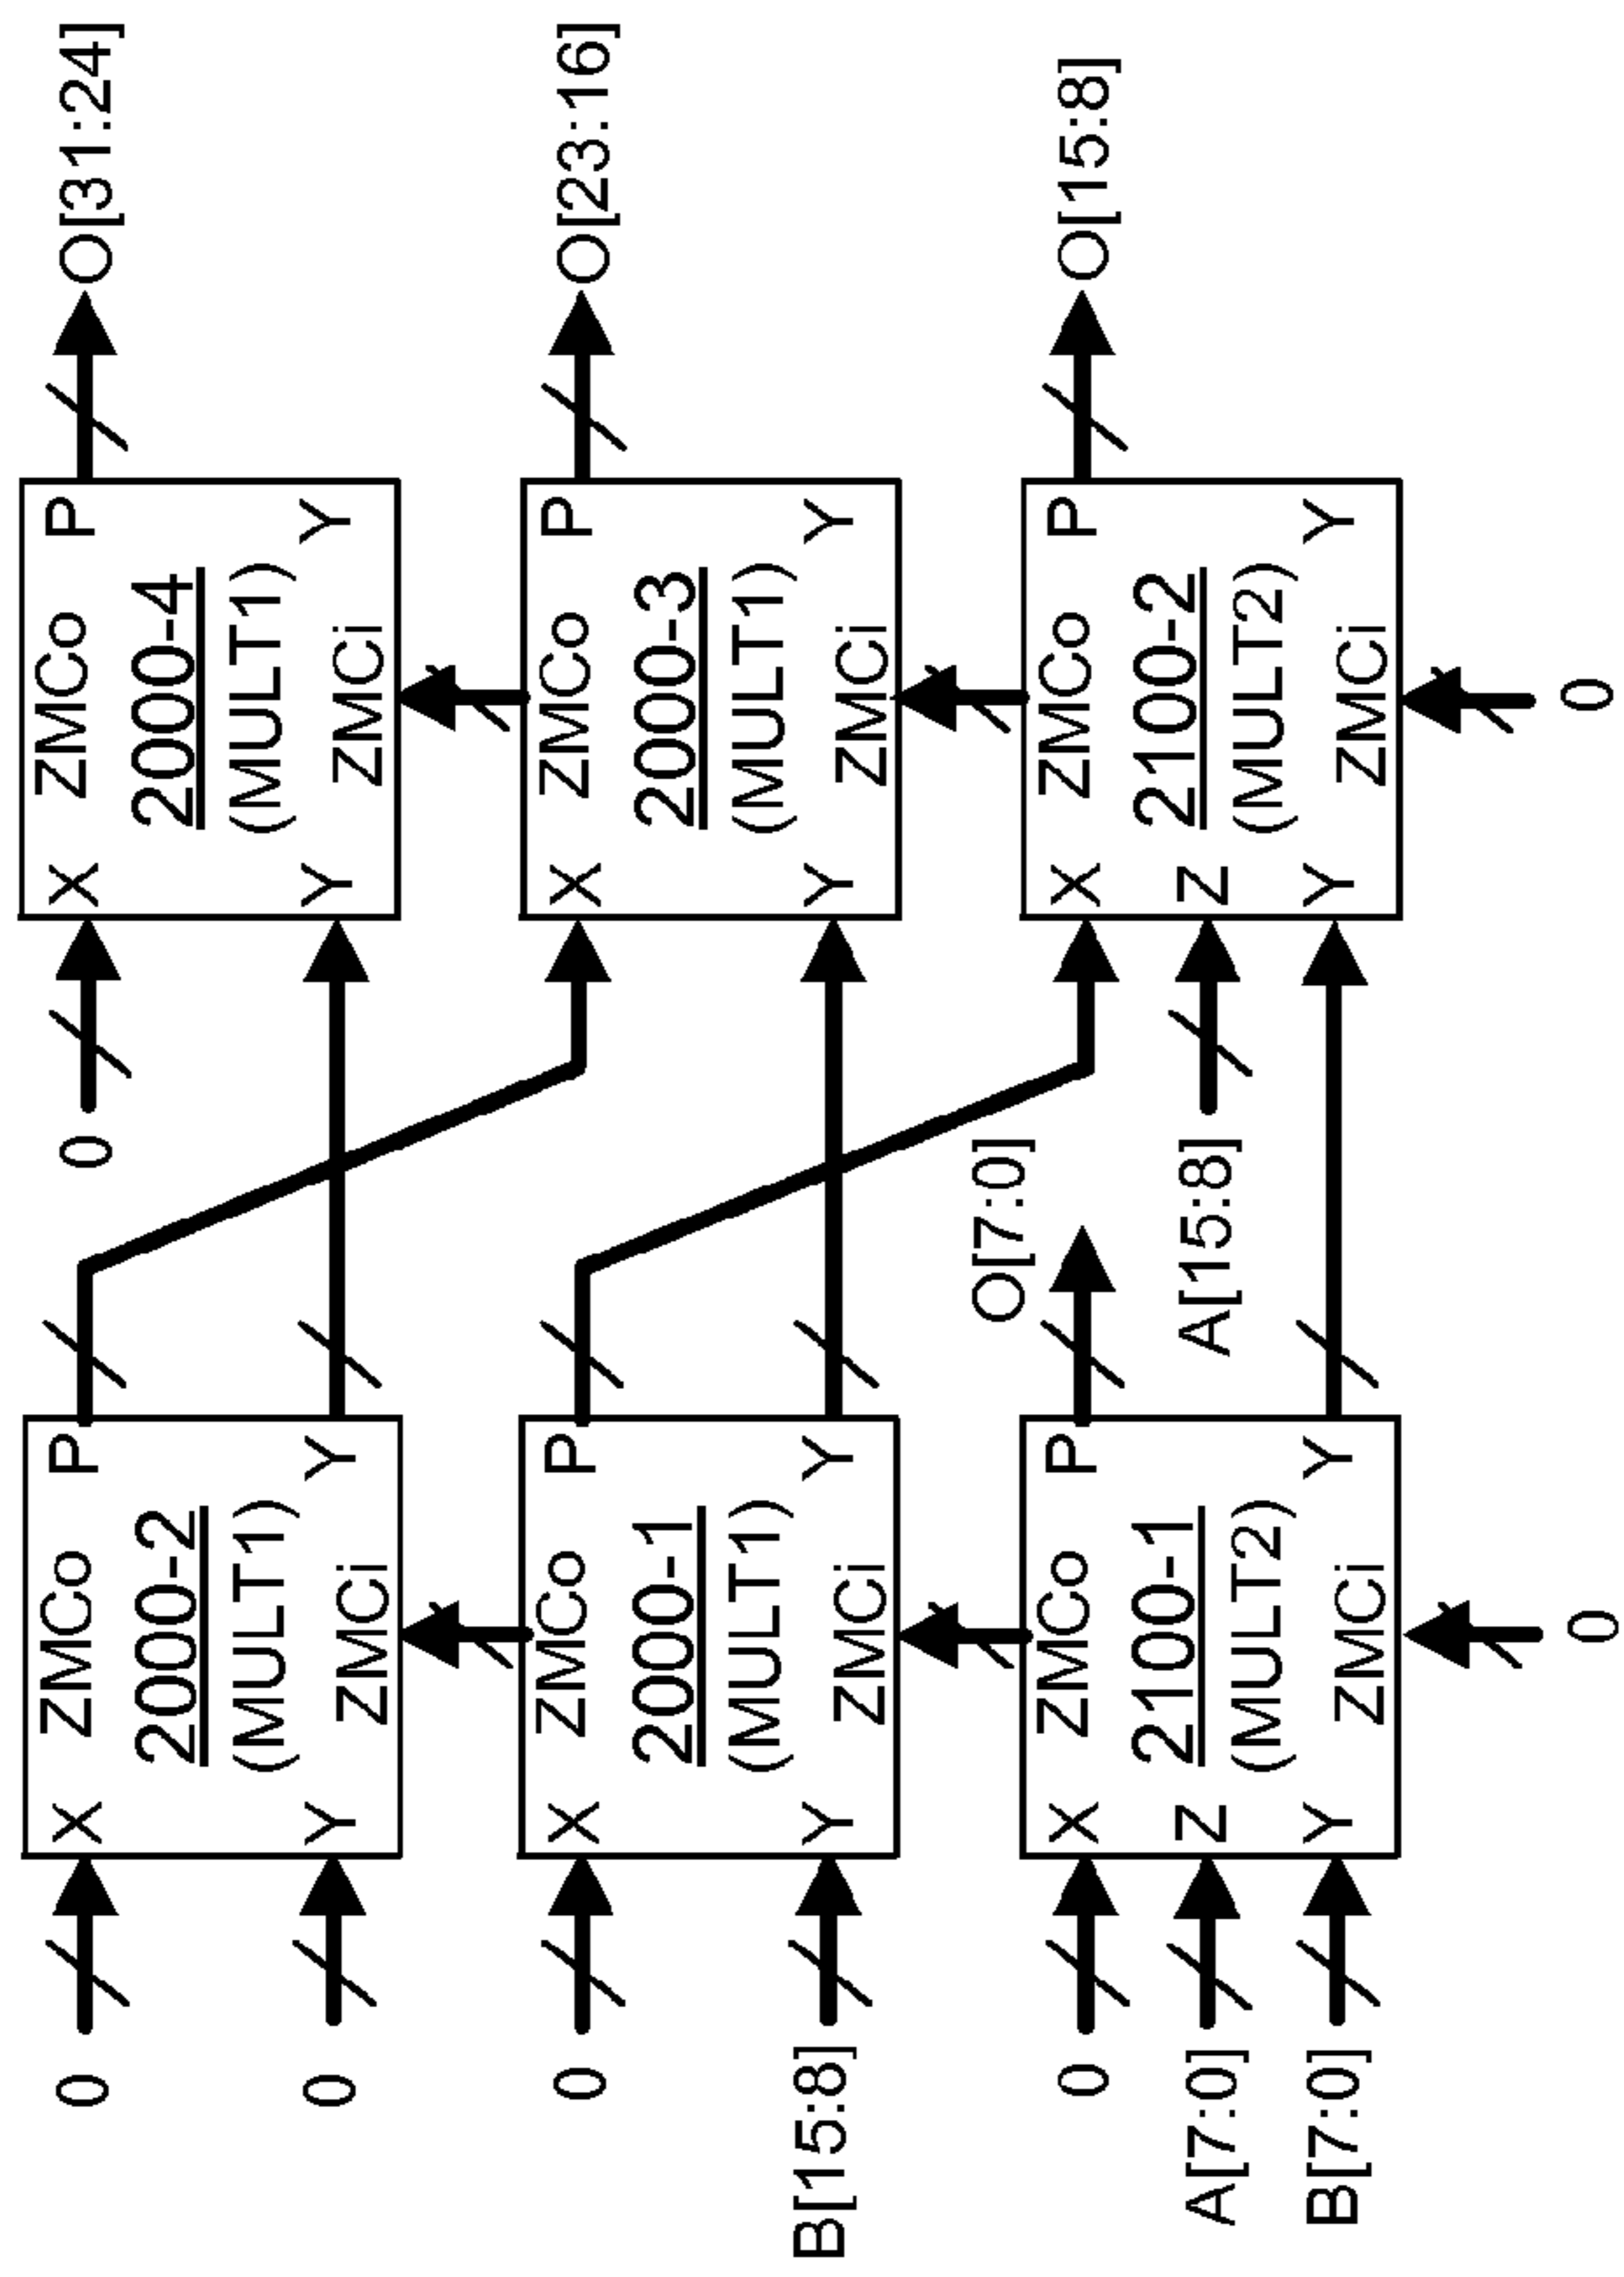 0
X ZMCo P
0
X ZMCo P
O[31:24]
2000-2
(MULT1)
2000-4
(MULT1)
0
Y ZMCi Y
Y ZMCi Y
0
X ZMCo P
X ZMCo P
O[23:16]
2000-1
(MULT1)
2000-3
(MULT1)
B[15:8]
Y ZMCi Y
Y ZMCi Y
0
X ZMCo P
O[7:0]
X ZMCo P
O[15:8]
A[7:0]
Z 2100-1
A[15:8]
Z 2100-2
(MULT2)
(MULT2)
B[7:0]
Y ZMCi Y
Y ZMCi Y
0
0